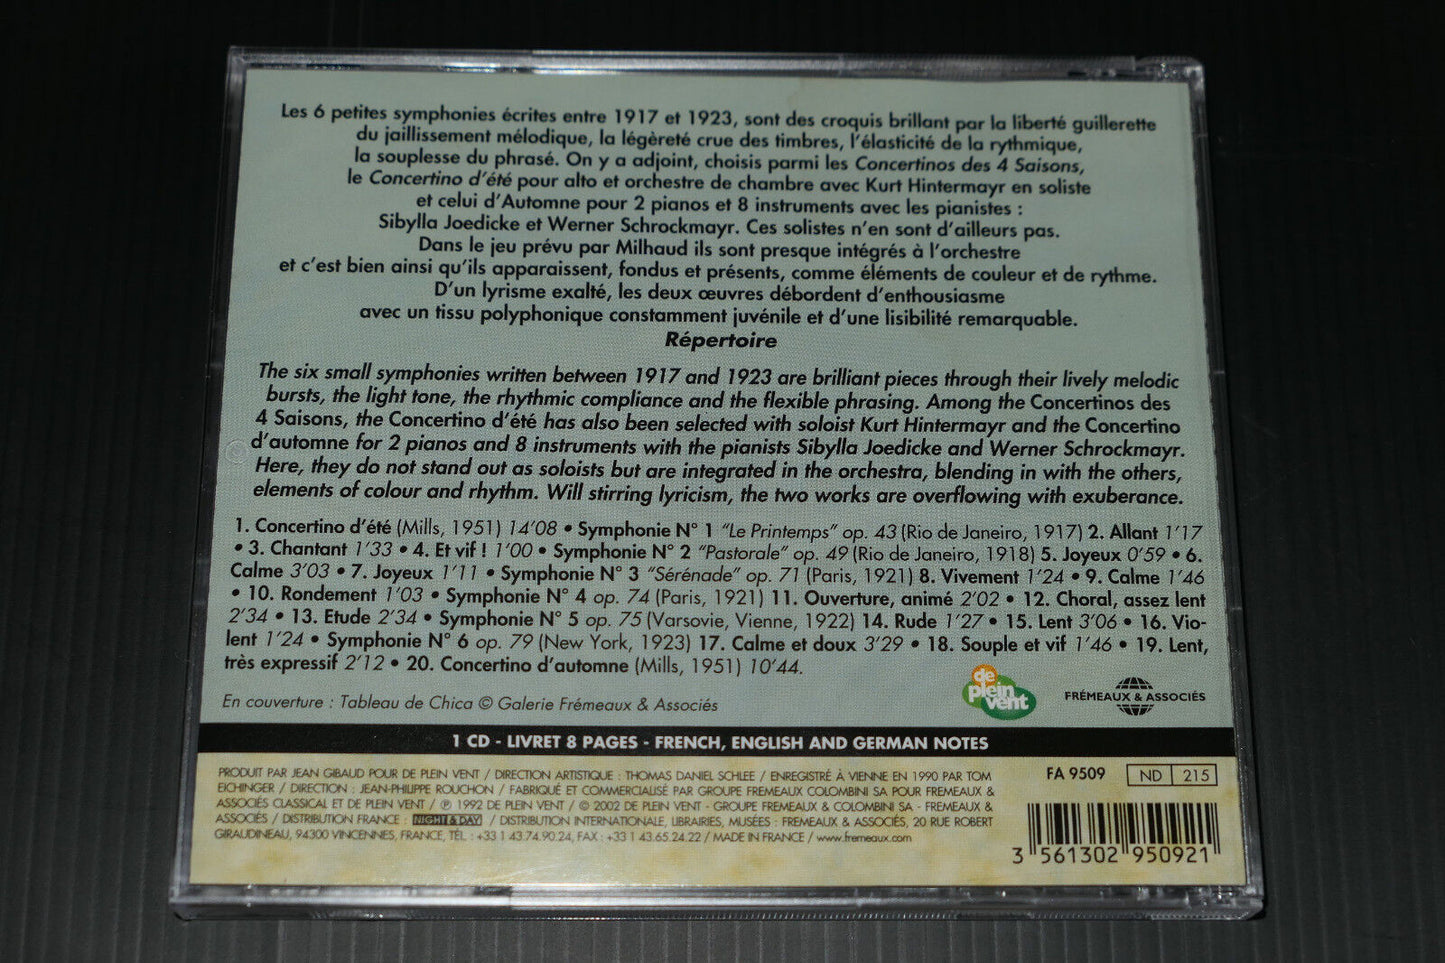 Les 6 petites symphonies écrites entre 1917 et 1923, sont des croquis brillant par la liberté guillerette
du jaillissement mélodique, la légèreté crue des timbres, l'élasticité de la rythmique,
la souplesse du phrasé. On y a adjoint, choisis parmi les Concertinos des 4 Saisons,
le Concertino d'été pour alto et orchestre de chambre avec Kurt Hintermayr en soliste
et celui d'Automne pour 2 pianos et 8 instruments avec les pianistes :
Sibylla Joedicke et Werner Schrockmayr. Ces solistes n'en sont d'ailleurs pas.
Dans le jeu prévu par Milhaud ils sont presque intégrés à l'orchestre
et c'est bien ainsi qu'ils apparaissent, fondus et présents, comme éléments de couleur et de rythme.
D'un lyrisme exalté, les deux œuvres débordent d'enthousiasme
avec un tissu polyphonique constamment juvénile et d'une lisibilité remarquable.
Répertoire
The six small symphonies written between 1917 and 1923 are brilliant pieces through their lively melodic
bursts, the light tone, the rhythmic compliance and the flexible phrasing. Among the Concertinos des
4 Saisons, the Concertino d'été has also been selected with soloist Kurt Hintermayr and the Concertino
d'automne for 2 pianos and 8 instruments with the pianists Sibylla Joedicke and Werner Schrockmayr.
Here, they do not stand out as soloists but are integrated in the orchestra, blending in with the others,
elements of colour and rhythm. Will stirring lyricism, the two works are overflowing with exuberance.
1. Concertino d'été (Mills, 1951) 14'08 • Symphonie N° 1 "Le Printemps" op. 43 (Rio de Janeiro, 1917) 2. Allant 1'17
• 3. Chantant 1'33 • 4. Et vif ! 1'00 • Symphonie N° 2 "Pastorale" op. 49 (Rio de Janeiro, 1918) 5. Joyeux 0'59 • 6.
Calme 3'03 • 7. Joyeux 1'11 • Symphonie N° 3 "Sérénade" op. 71 (Paris, 1921) 8. Vivement 1'24 • 9. Calme 1'46
• 10. Rondement 1'03 • Symphonie N° 4 op. 74 (Paris, 1921) 11. Ouverture, animé 2'02 • 12. Choral, assez lent
2'34 • 13. Etude 2'34 • Symphonie N° 5 op. 75 (Varsovie, Vienne, 1922) 14. Rude 1'27 • 15. Lent 3'06 • 16. Vio-
lent 1'24 • Symphonie N° 6 op. 79 (New York, 1923) 17. Calme et doux 3'29 • 18. Souple et vif 1'46 • 19. Lent,
très expressif 2'12 • 20. Concertino d'automne (Mills, 1951) 10'44.
En couverture : Tableau de Chica © Galerie Frémeaux & Associés
de plein vent
FRÉMEAUX & ASSOCIÉS
1 CD - LIVRET 8 PAGES - FRENCH, ENGLISH AND GERMAN NOTES
PRODUIT PAR JEAN GIBAUD POUR DE PLEIN VENT / DIRECTION ARTISTIQUE : THOMAS DANIEL SCHLEE / ENREGISTRÉ À VIENNE EN 1990 PAR TOM
EICHINGER / DIRECTION : JEAN-PHILIPPE ROUCHON / FABRIQUÉ ET COMMERCIALISÉ PAR GROUPE FREMEAUX COLOMBINI SA POUR FREMEAUX &
ASSOCIÉS CLASSICAL ET DE PLEIN VENT / ℗ 1992 DE PLEIN VENT / © 2002 DE PLEIN VENT - GROUPE FREMEAUX & COLOMBINI SA - FREMEAUX &
ASSOCIÉS / DISTRIBUTION FRANCE : NIGHT & DAY / DISTRIBUTION INTERNATIONALE, LIBRAIRIES, MUSÉES : FREMEAUX & ASSOCIÉS, 20 RUE ROBERT
GIRAUDINEAU, 94300 VINCENNES, FRANCE, TÉL : +33 1 43.74.90.24, FAX : +33 1 43.65.24.22 / MADE IN FRANCE / www.fremeaux.com
FA 9509 ND 215
3 561302 950921